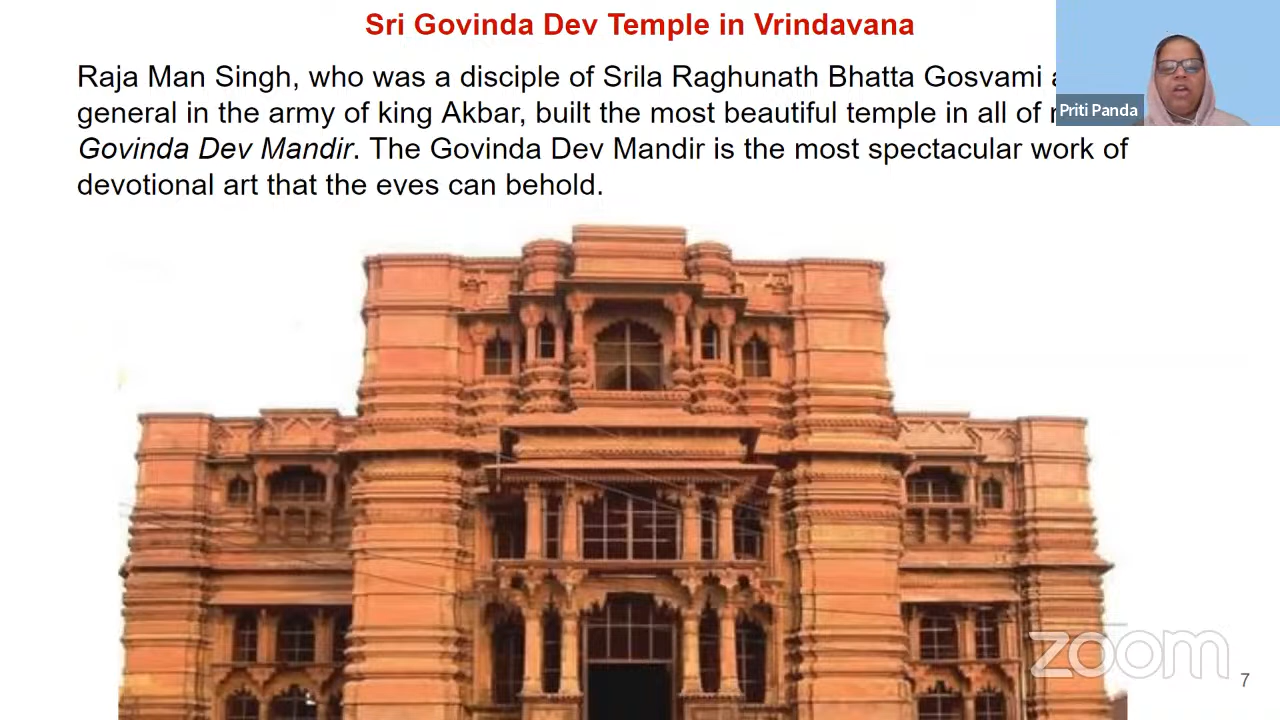 Sri Govinda Dev Temple in Vrindavana
Raja Man Singh, who was a disciple of Srila Raghunath Bhatta Gosvami
general in the army of king Akbar, built the most beautiful temple in all of
Govinda Dev Mandir. The Govinda Dev Mandir is the most spectacular work of
devotional art that the eves can behold.
Priti Panda
zoom
7